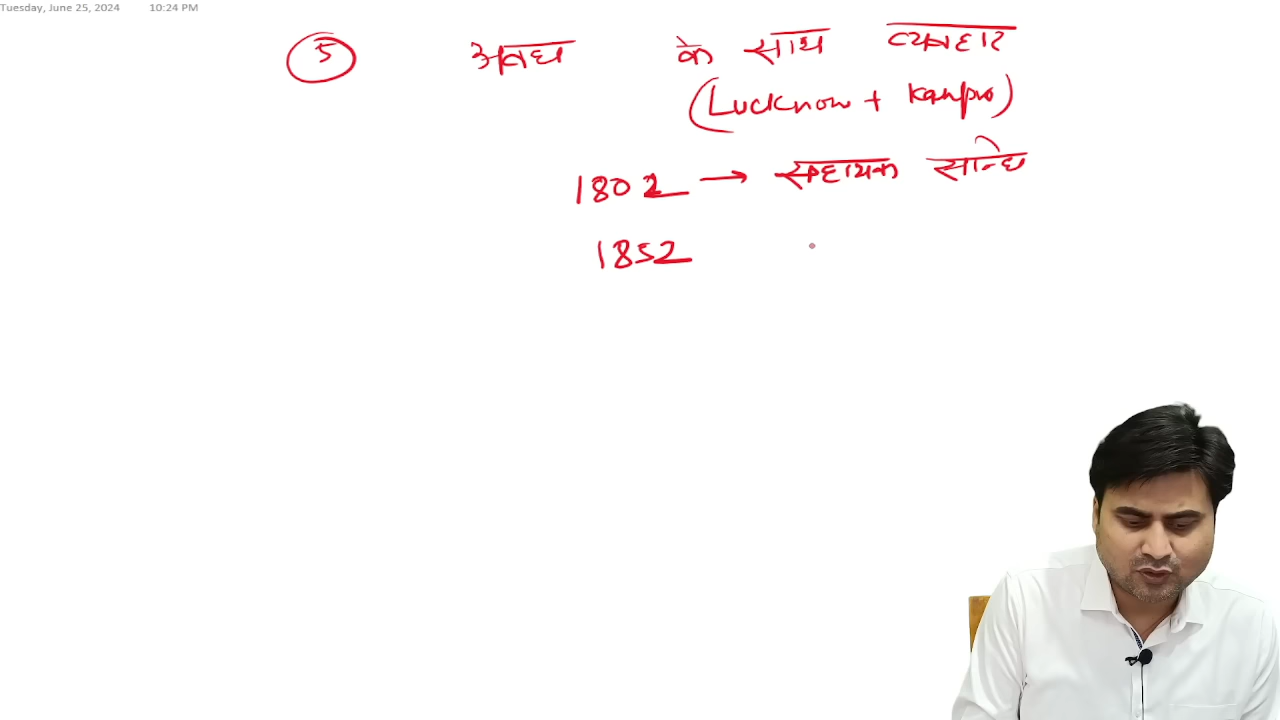 Tuesday, June 25, 2024 10:24 PM
5 अवध के साथ व्यवहार
(Lucknow + Kanpur)
1802 → सहायक सन्धि
1852